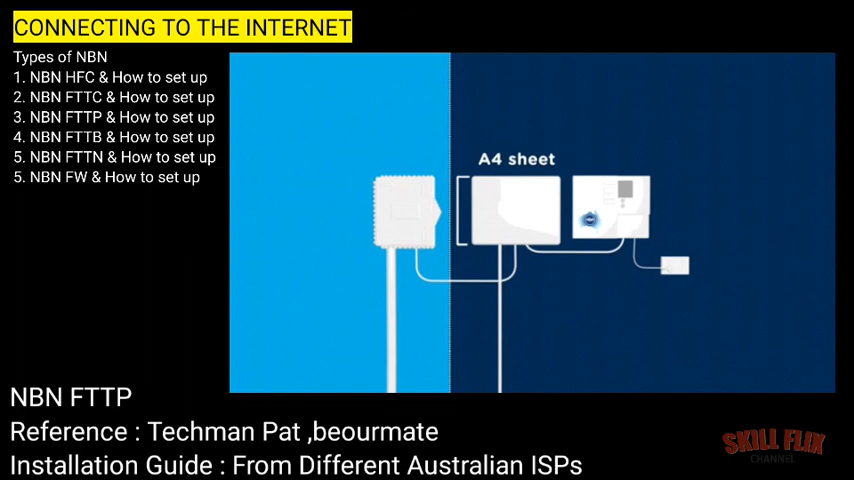 CONNECTING TO THE INTERNET
Types of NBN
1. NBN HFC & How to set up
2. NBN FTTC & How to set up
3. NBN FTTP & How to set up
4. NBN FTTB & How to set up
5. NBN FTTN & How to set up
5. NBN FW & How to set up
A4 sheet
NBN FTTP
Reference : Techman Pat ,beourmate
Installation Guide : From Different Australian ISPs
SKILL FLIX
CHANNEL